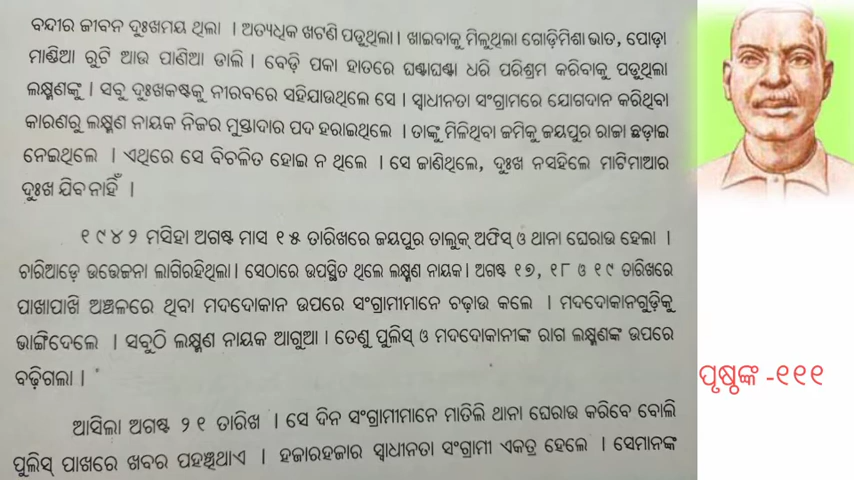 ବନ୍ଦୀର ଜୀବନ ଦୁଃଖମୟ ଥିଲା । ଅତ୍ୟଧିକ ଖଟଣି ପଡୁଥିଲା । ଖାଇବାକୁ ମିଳୁଥିଲା ଗୋଡ଼ିମିଶା ଭାତ, ପୋଡ଼ା
ମାଣ୍ଡିଆ ରୁଟି ଆଉ ପାଣିଆ ଡାଲି । ବେଡ଼ି ପକା ହାତରେ ଘଣ୍ଟାଘଣ୍ଟା ଧରି ପରିଶ୍ରମ କରିବାକୁ ପଡୁଥିଲା
ଲକ୍ଷ୍ମଣଙ୍କୁ । ସବୁ ଦୁଃଖକଷ୍ଟକୁ ନୀରବରେ ସହିଯାଉଥିଲେ ସେ । ସ୍ୱାଧୀନତା ସଂଗ୍ରାମରେ ଯୋଗଦାନ କରିଥିବା
କାରଣରୁ ଲକ୍ଷ୍ମଣ ନାୟକ ନିଜର ମୁସ୍ତାଦାର ପଦ ହରାଇଥିଲେ । ତାଙ୍କୁ ମିଳିଥିବା ଜମିକୁ ଜୟପୁର ରାଜା ଛଡ଼ାଇ
ନେଇଥିଲେ । ଏଥିରେ ସେ ବିଚଳିତ ହୋଇ ନ ଥିଲେ । ସେ ଜାଣିଥିଲେ, ଦୁଃଖ ନସହିଲେ ମାଟିମାଆର
ଦୁଃଖ ଯିବ ନାହିଁ ।
୧୯୪୨ ମସିହା ଅଗଷ୍ଟ ମାସ ୧୫ ତାରିଖରେ ଜୟପୁର ତାଲୁକ୍ ଅଫିସ୍ ଓ ଥାନା ଘେରାଉ ହେଲା ।
ଚାରିଆଡ଼େ ଉତ୍ତେଜନା ଲାଗିରହିଥିଲା । ସେଠାରେ ଉପସ୍ଥିତ ଥିଲେ ଲକ୍ଷ୍ମଣ ନାୟକ । ଅଗଷ୍ଟ ୧୭, ୧୮ ଓ ୧୯ ତାରିଖରେ
ପାଖାପାଖି ଅଞ୍ଚଳରେ ଥିବା ମଦଦୋକାନ ଉପରେ ସଂଗ୍ରାମୀମାନେ ଚଢ଼ାଉ କଲେ । ମଦଦୋକାନଗୁଡ଼ିକୁ
ଭାଙ୍ଗିଦେଲେ । ସବୁଠି ଲକ୍ଷ୍ମଣ ନାୟକ ଆଗୁଆ । ତେଣୁ ପୁଲିସ୍ ଓ ମଦଦୋକାନୀଙ୍କ ରାଗ ଲକ୍ଷ୍ମଣଙ୍କ ଉପରେ
ବଢ଼ିଗଲା ।
ଆସିଲା ଅଗଷ୍ଟ ୨୧ ତାରିଖ । ସେ ଦିନ ସଂଗ୍ରାମୀମାନେ ମାଟିଲି ଥାନା ଘେରାଉ କରିବେ ବୋଲି
ପୁଲିସ୍ ପାଖରେ ଖବର ପହଞ୍ଚିଥାଏ । ହଜାରହଜାର ସ୍ୱାଧୀନତା ସଂଗ୍ରାମୀ ଏକତ୍ର ହେଲେ । ସେମାନଙ୍କ
ପୃଷ୍ଠଙ୍କ -୧୧୧